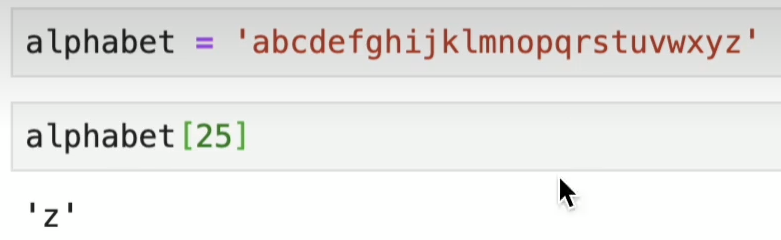 alphabet = 'abcdefghijklmnopqrstuvwxyz'
alphabet[25]
'z'